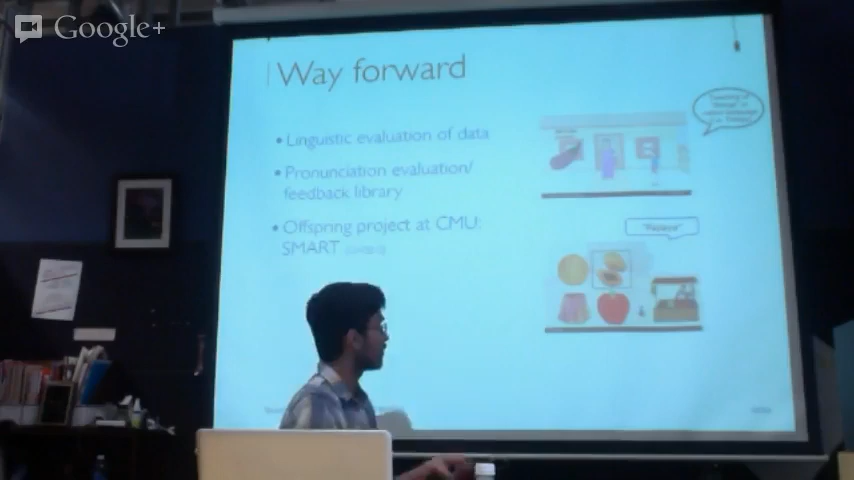 Google+
Way forward
• Linguistic evaluation of data
• Pronunciation evaluation/
feedback library
• Offspring project at CMU:
SMART
"Papaya"